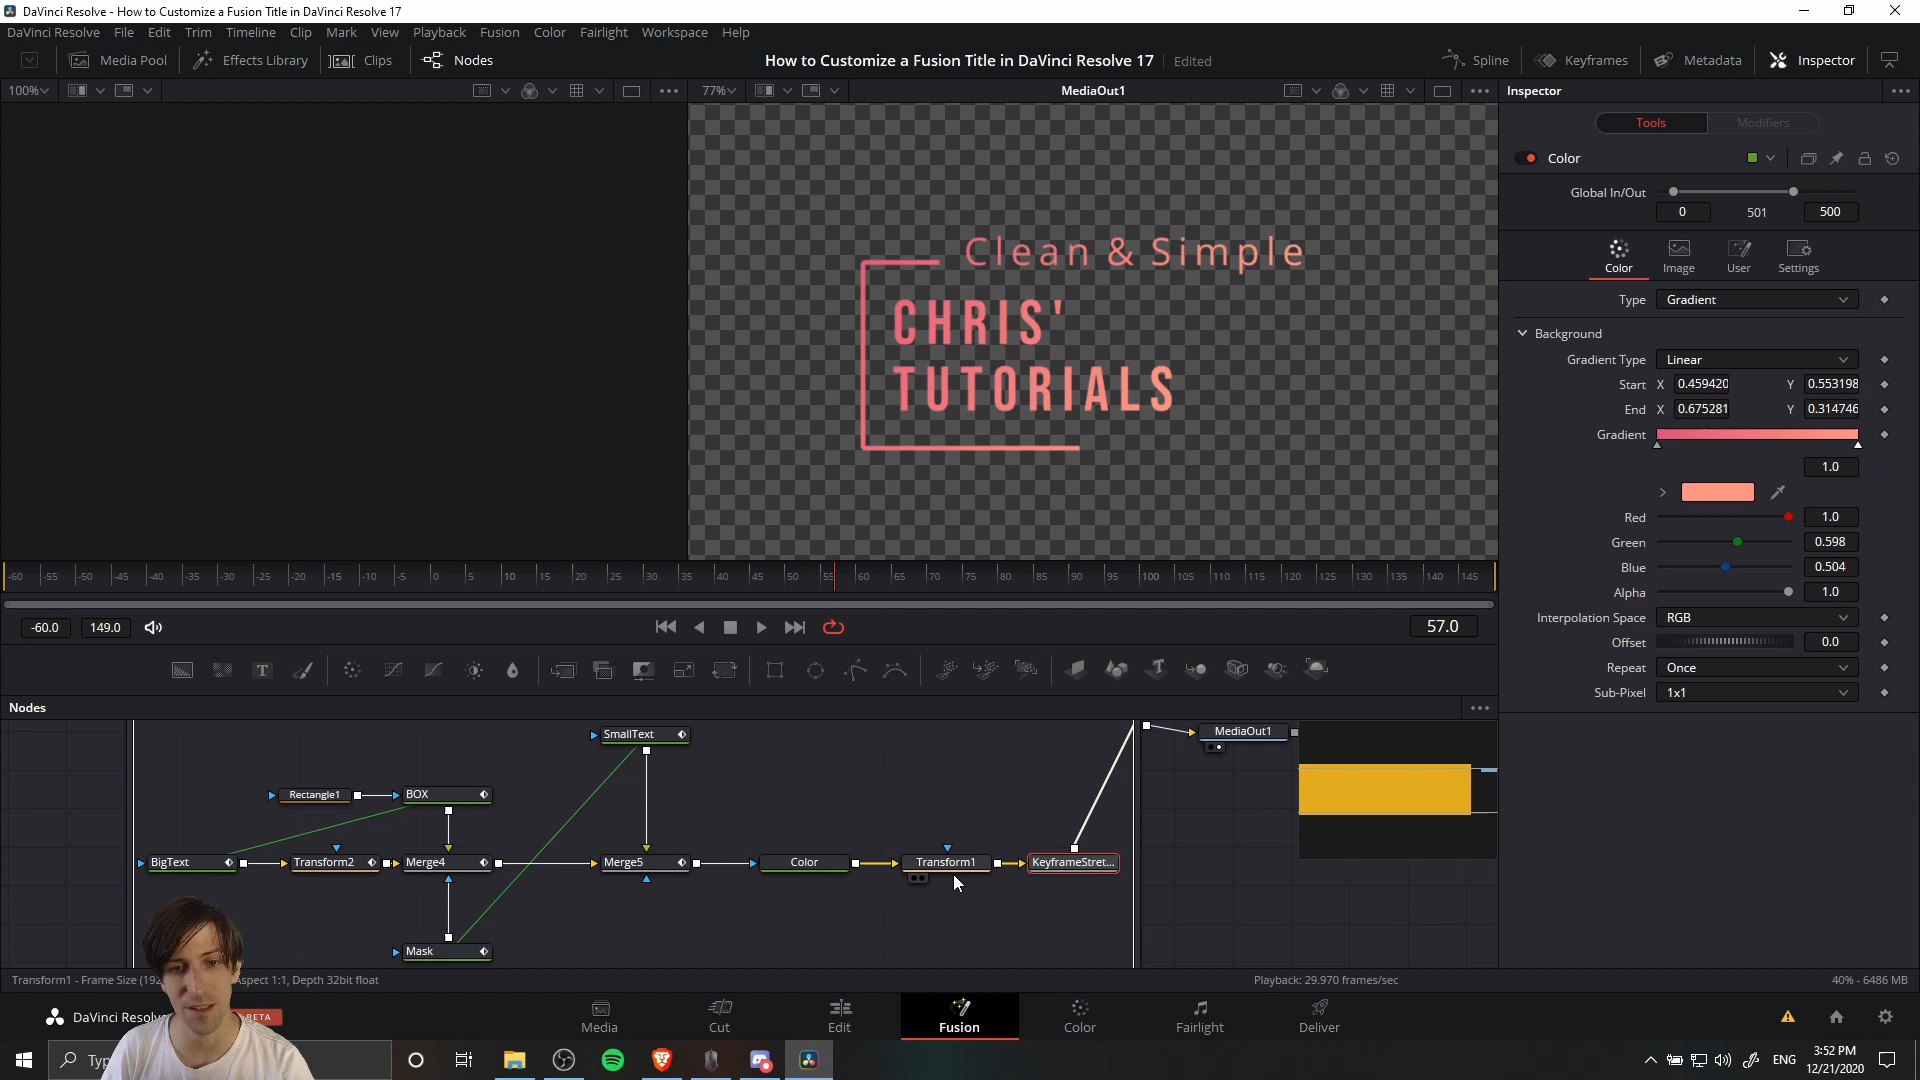 DaVinci Resolve - How to Customize a Fusion Title in DaVinci Resolve 17
DaVinci Resolve File Edit Trim Timeline Clip Mark View Playback Fusion Color Fairlight Workspace Help
Media Pool Effects Library Clips Nodes How to Customize a Fusion Title in DaVinci Resolve 17 Edited Spline Keyframes Metadata Inspector
100% 77% MediaOut1 Inspector
Tools Modifiers
Color
Global In/Out
0 501 500
Color Image User Settings
Type Gradient
Background
Gradient Type Linear
Start X 0.459420 Y 0.553198
End X 0.675281 Y 0.314746
Gradient
1.0
Red 1.0
Green 0.598
Blue 0.504
Alpha 1.0
Interpolation Space RGB
Offset 0.0
Repeat Once
Sub-Pixel 1x1
Clean & Simple
CHRIS'
TUTORIALS
-60 -55 -50 -45 -40 -35 -30 -25 -20 -15 -10 -5 0 5 10 15 20 25 30 35 40 45 50 55 60 65 70 75 80 85 90 95 100 105 110 115 120 125 130 135 140 145
-60.0 149.0 57.0
T
Nodes
SmallText MediaOut1
Rectangle1 BOX
BigText Transform2 Merge4 Merge5 Color Transform1 KeyframeStret...
Mask
Transform1 - Frame Size (192 Aspect 1:1, Depth 32bit float Playback: 29.970 frames/sec 40% - 6486 MB
DaVinci Resolv BETA
Media Cut Edit Fusion Color Fairlight Deliver
Typ
ENG
3:52 PM
12/21/2020